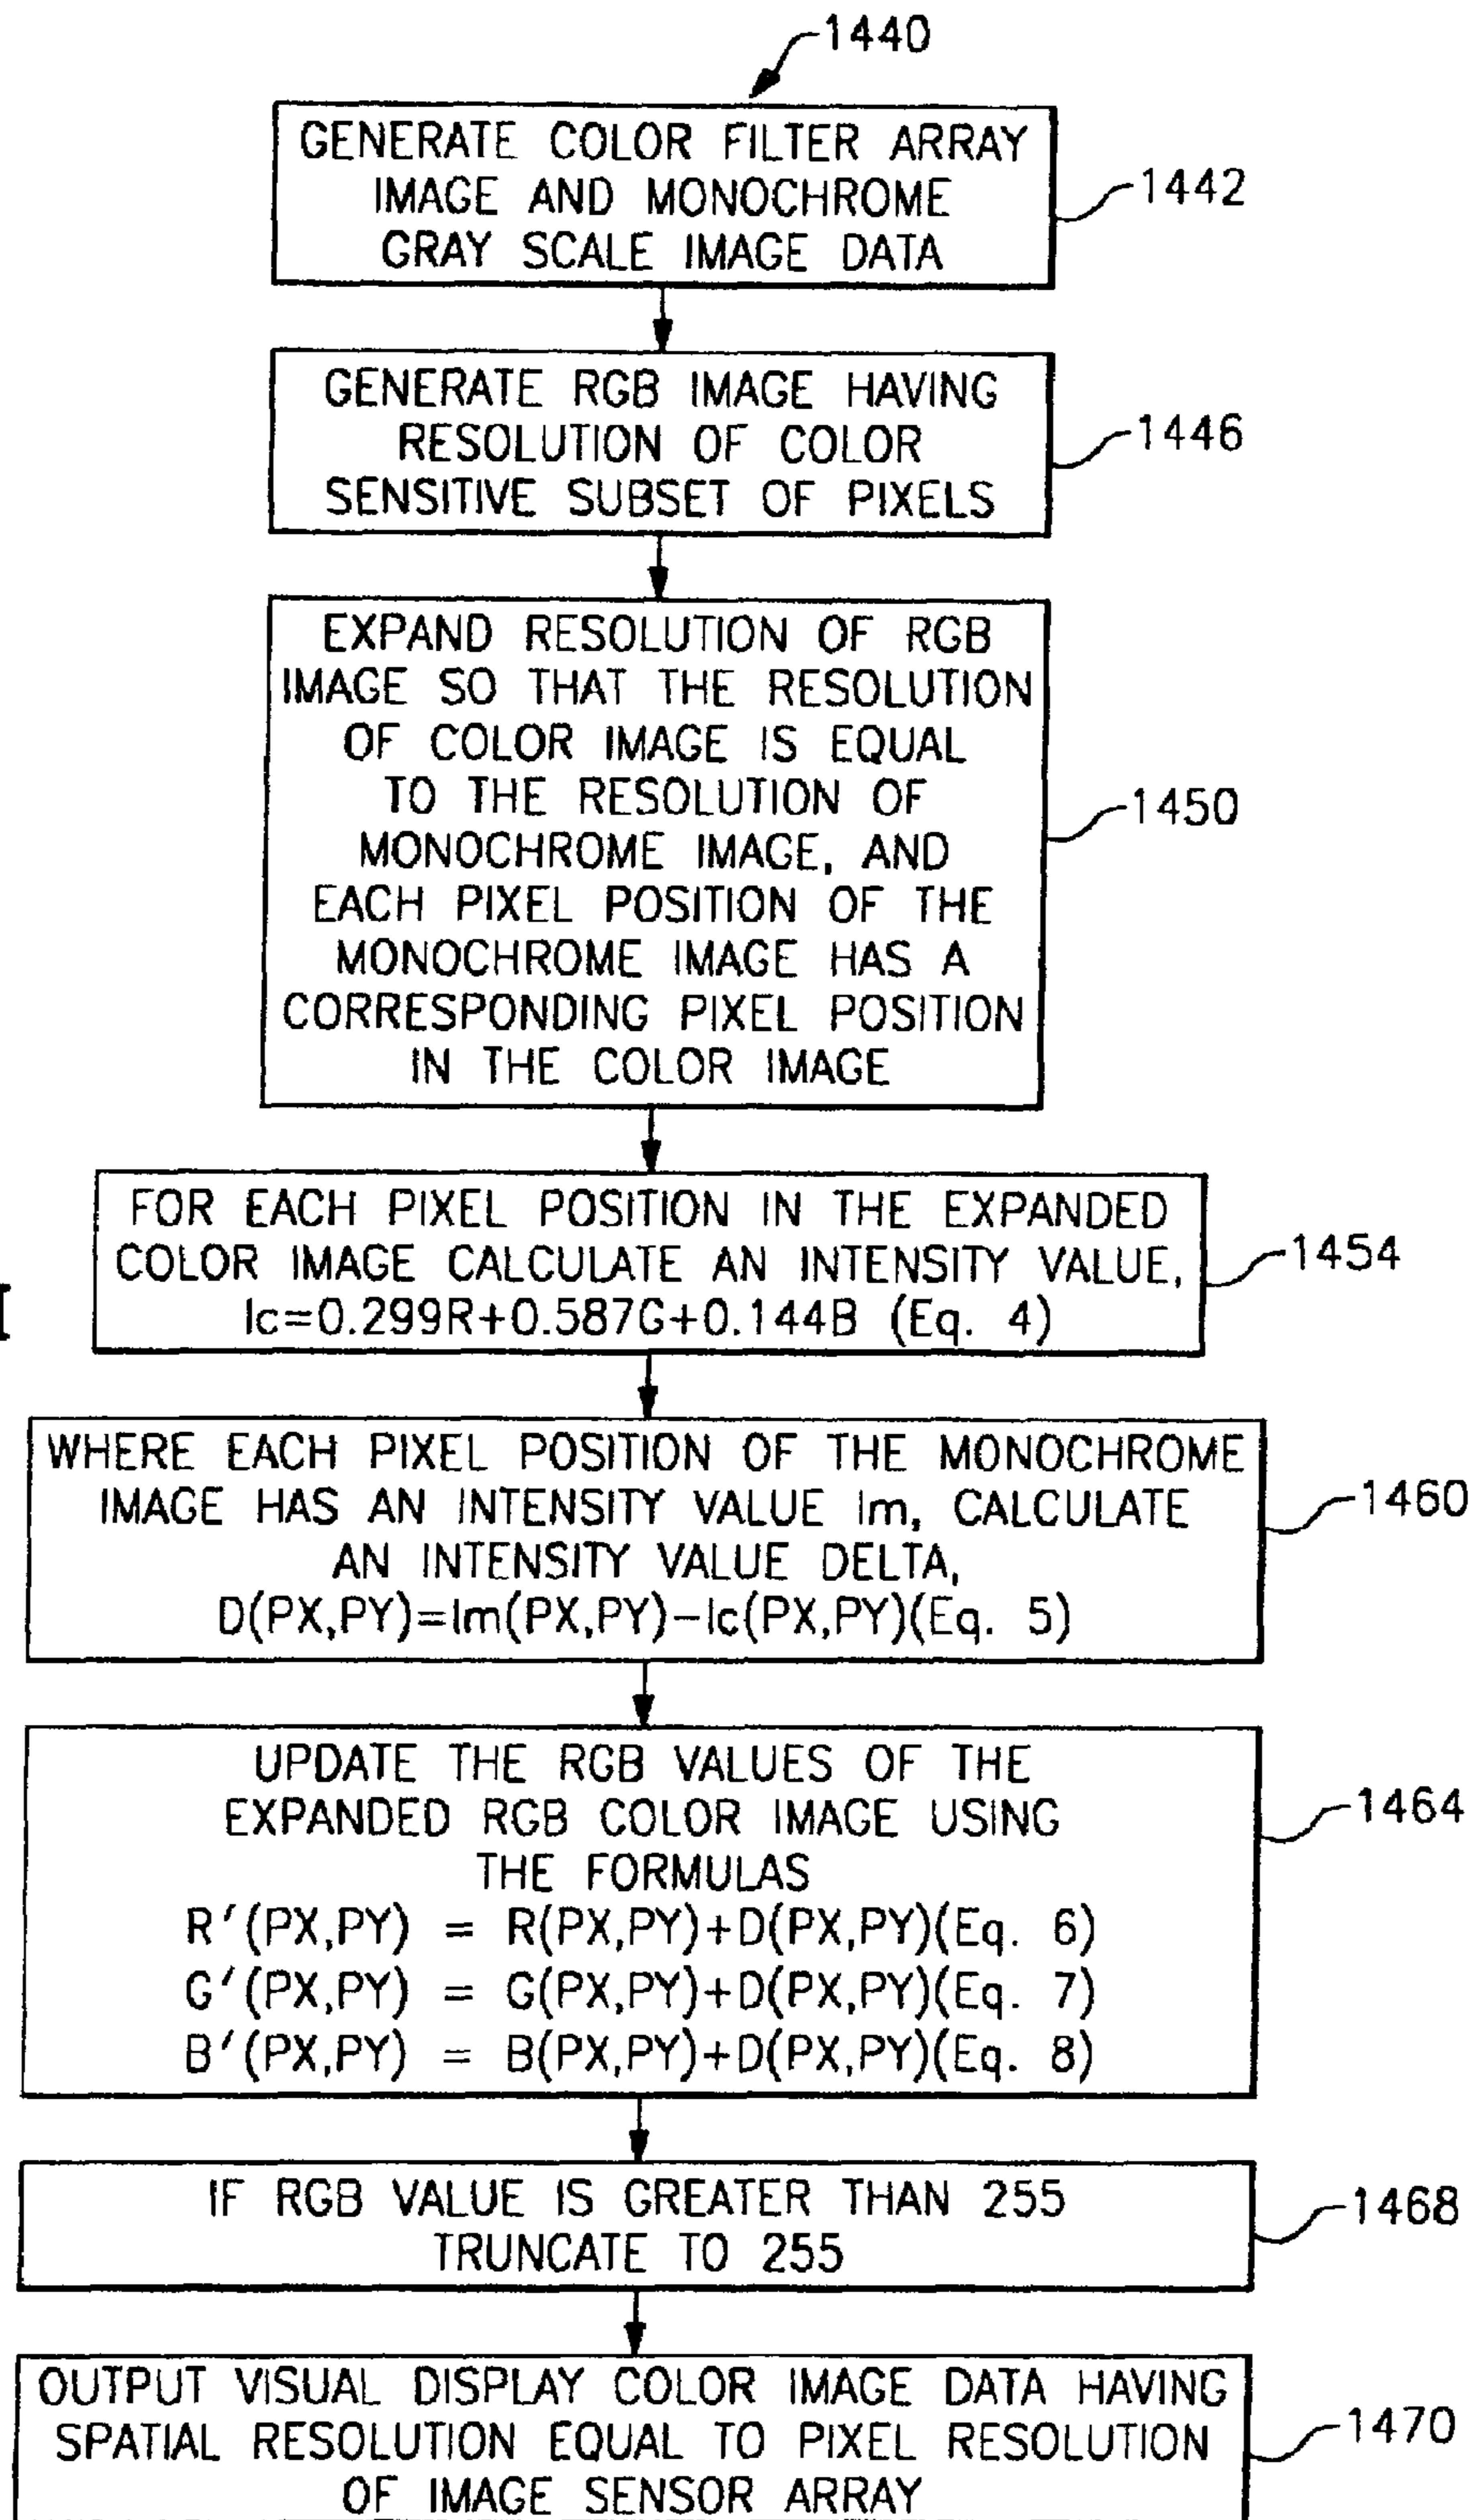 1440
GENERATE COLOR FILTER ARRAY
IMAGE AND MONOCHROME
GRAY SCALE IMAGE DATA
1442
GENERATE RGB IMAGE HAVING
RESOLUTION OF COLOR
SENSITIVE SUBSET OF PIXELS
1446
EXPAND RESOLUTION OF RGB
IMAGE SO THAT THE RESOLUTION
OF COLOR IMAGE IS EQUAL
TO THE RESOLUTION OF
MONOCHROME IMAGE, AND
EACH PIXEL POSITION OF THE
MONOCHROME IMAGE HAS A
CORRESPONDING PIXEL POSITION
IN THE COLOR IMAGE
1450
FOR EACH PIXEL POSITION IN THE EXPANDED
COLOR IMAGE CALCULATE AN INTENSITY VALUE,
Ic=0.299R+0.587G+0.144B (Eq. 4)
1454
WHERE EACH PIXEL POSITION OF THE MONOCHROME
IMAGE HAS AN INTENSITY VALUE Im, CALCULATE
AN INTENSITY VALUE DELTA,
D(PX,PY)=Im(PX,PY)-Ic(PX,PY)(Eq. 5)
1460
UPDATE THE RGB VALUES OF THE
EXPANDED RGB COLOR IMAGE USING
THE FORMULAS
R'(PX,PY) = R(PX,PY)+D(PX,PY)(Eq. 6)
G'(PX,PY) = G(PX,PY)+D(PX,PY)(Eq. 7)
B'(PX,PY) = B(PX,PY)+D(PX,PY)(Eq. 8)
1464
IF RGB VALUE IS GREATER THAN 255
TRUNCATE TO 255
1468
OUTPUT VISUAL DISPLAY COLOR IMAGE DATA HAVING
SPATIAL RESOLUTION EQUAL TO PIXEL RESOLUTION
OF IMAGE SENSOR ARRAY
1470